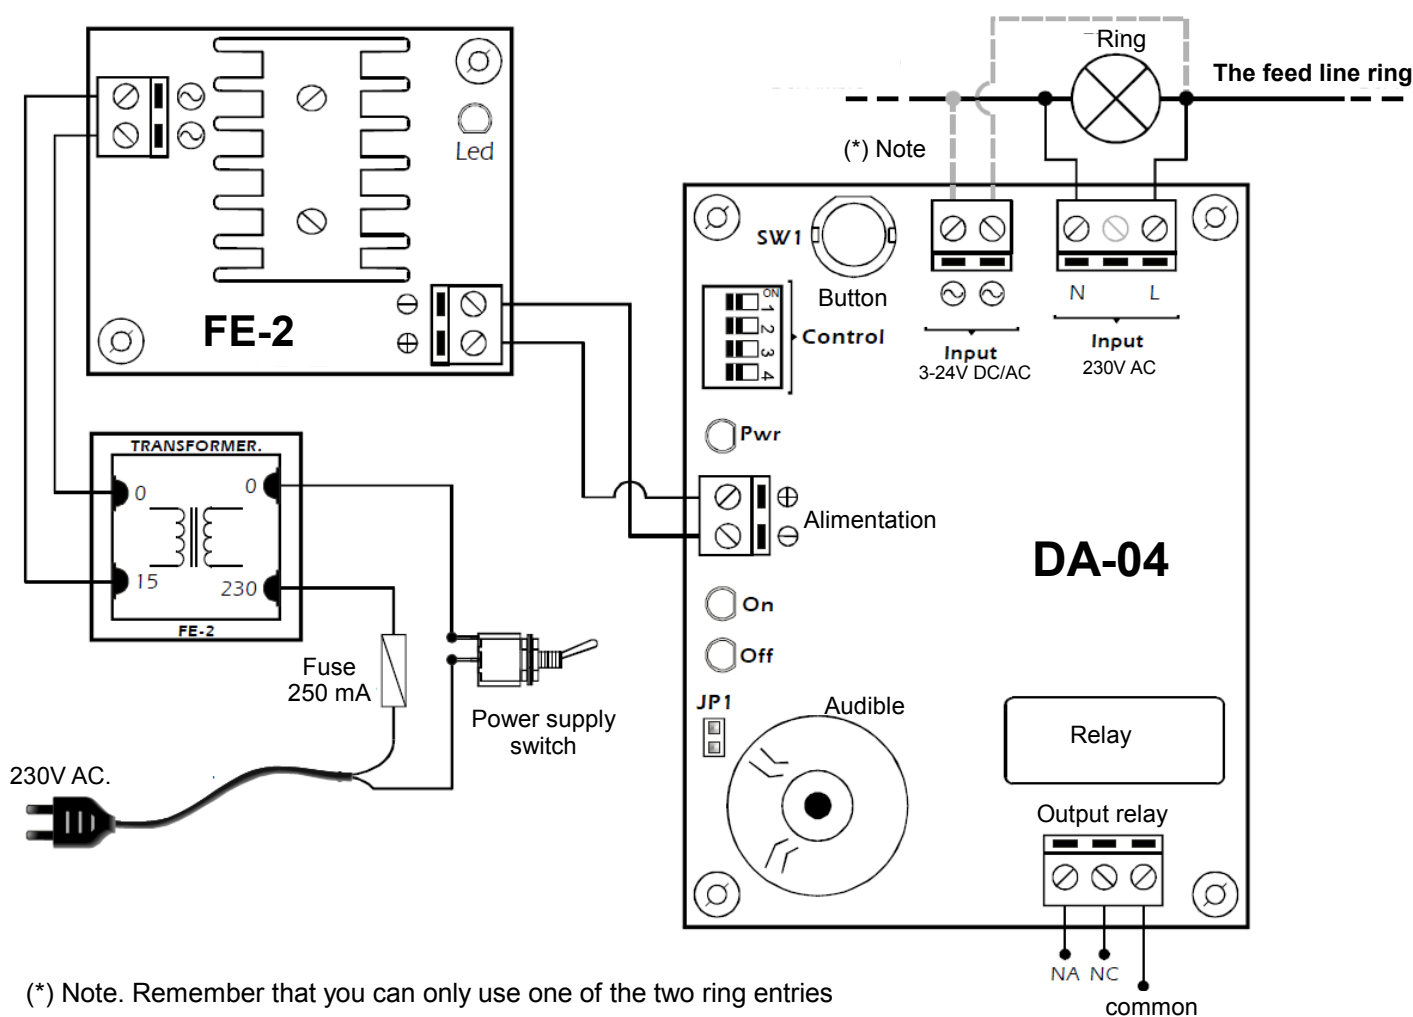 Ring
The feed line ring
(*) Note
Led
FE-2
SW1
Button
ON
1
2
3
4
Control
N
L
Input
3-24V DC/AC
Input
230V AC
Pwr
TRANSFORMER.
0
0
15
230
FE-2
Alimentation
DA-04
On
Off
Fuse
250 mA
Power supply
switch
JP1
Audible
Relay
230V AC.
Output relay
NA NC
common
(*) Note. Remember that you can only use one of the two ring entries